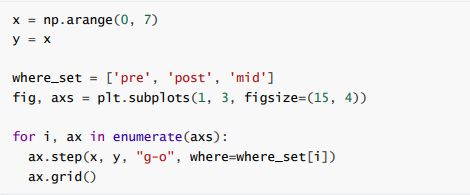 x = np.arange(0, 7)
y = x
where_set = ['pre', 'post', 'mid']
fig, axs = plt.subplots(1, 3, figsize=(15, 4))
for i, ax in enumerate(axs):
  ax.step(x, y, "g-o", where=where_set[i])
  ax.grid()